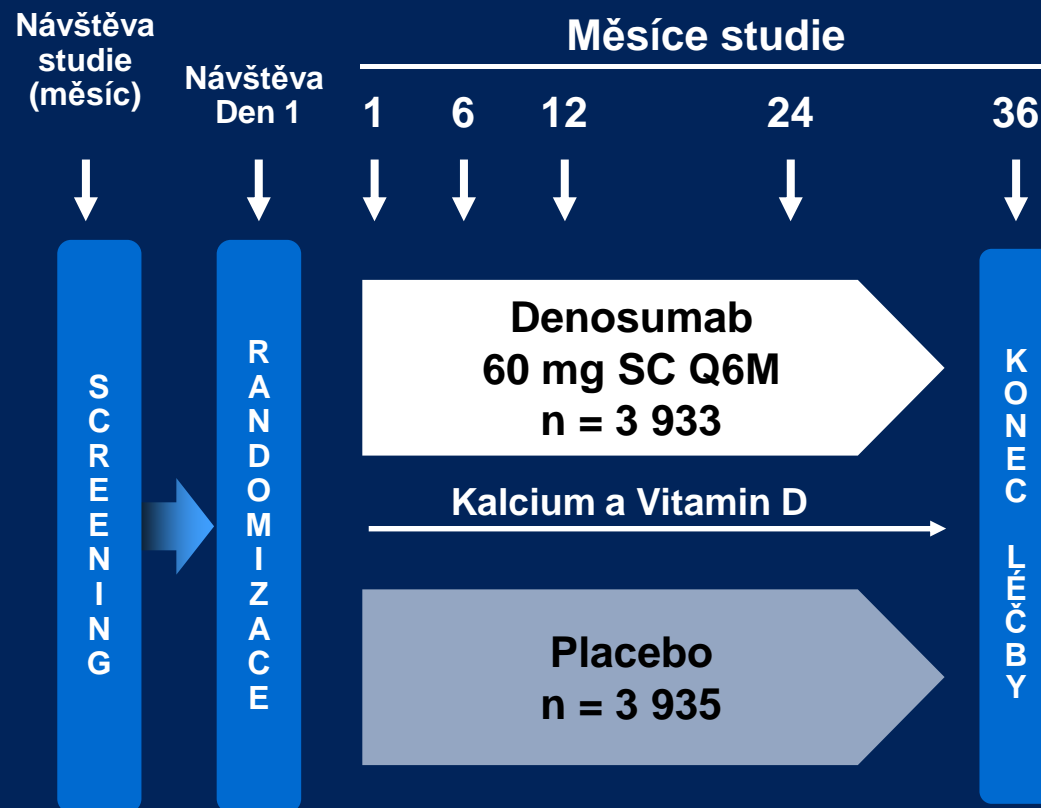 Návštěva
studie
(měsíc)
Návštěva
Den 1
Měsíce studie
1 6 12 24 36
SCREENING
RANDOMIZACE
Denosumab
60 mg SC Q6M
n = 3 933
Kalcium a Vitamin D
Placebo
n = 3 935
KONEC LÉČBY